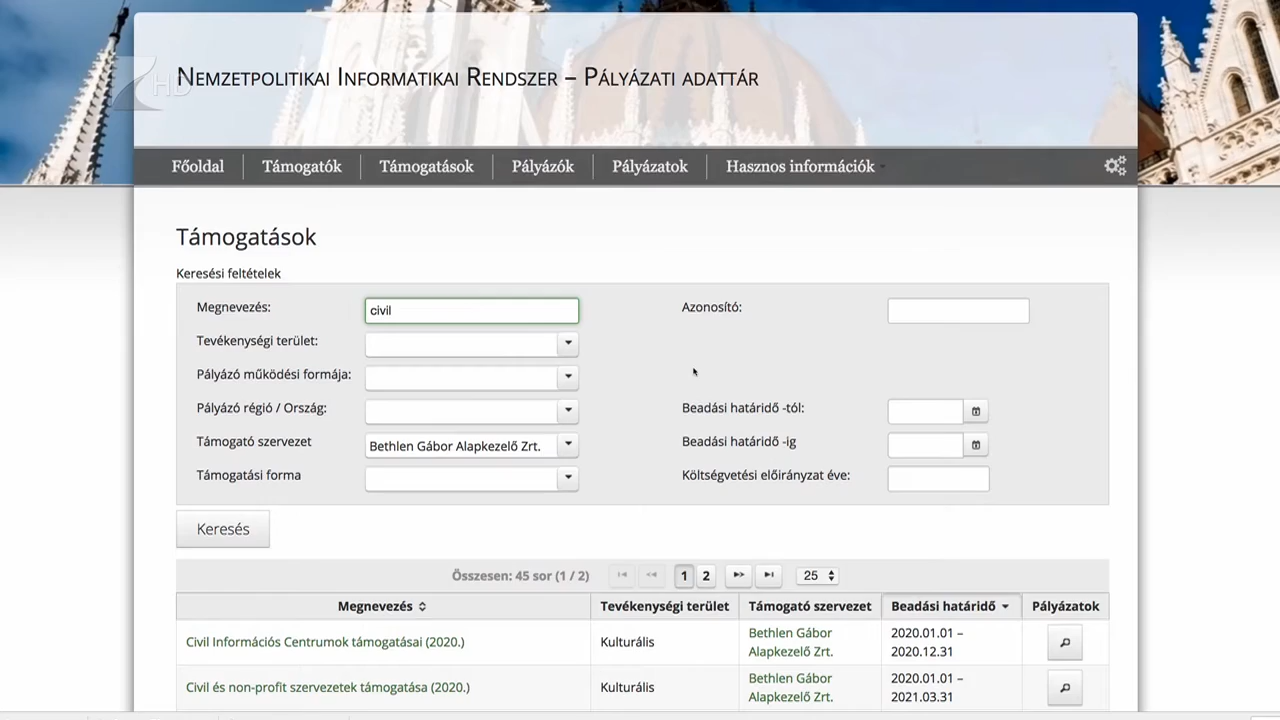 Nemzetpolitikai Informatikai Rendszer – Pályázati adattár
HD
Főoldal Támogatók Támogatások Pályázók Pályázatok Hasznos információk
Támogatások
Keresési feltételek
Megnevezés: civil Azonosító:
Tevékenységi terület:
Pályázó működési formája:
Pályázó régió / Ország: Beadási határidő -tól:
Támogató szervezet Bethlen Gábor Alapkezelő Zrt. Beadási határidő -ig
Támogatási forma Költségvetési előirányzat éve:
Keresés
Összesen: 45 sor (1 / 2) 1 2 25
Megnevezés Tevékenységi terület Támogató szervezet Beadási határidő Pályázatok
Civil Információs Centrumok támogatásai (2020.) Kulturális Bethlen Gábor Alapkezelő Zrt. 2020.01.01 – 2020.12.31
Civil és non-profit szervezetek támogatása (2020.) Kulturális Bethlen Gábor Alapkezelő Zrt. 2020.01.01 – 2021.03.31